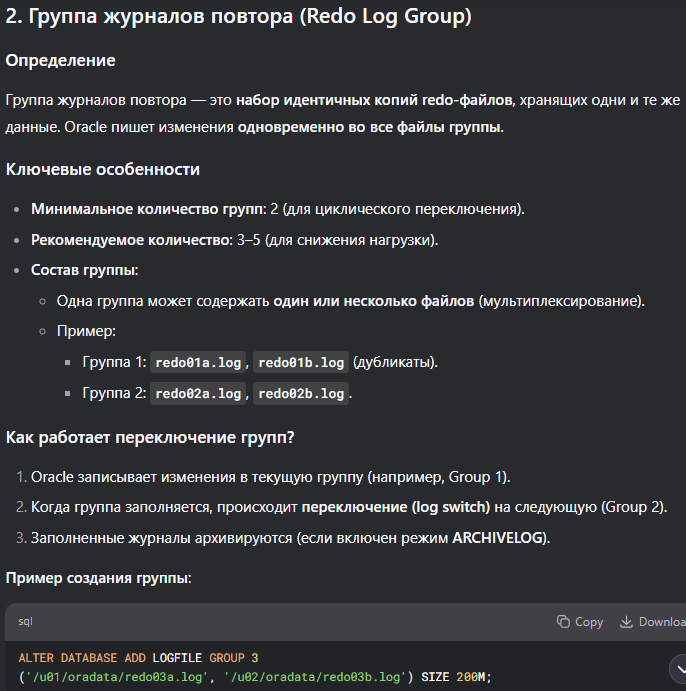 2. Группа журналов повтора (Redo Log Group)
Определение
Группа журналов повтора — это набор идентичных копий redo-файлов, хранящих одни и те же
данные. Oracle пишет изменения одновременно во все файлы группы.
Ключевые особенности
• Минимальное количество групп: 2 (для циклического переключения).
• Рекомендуемое количество: 3–5 (для снижения нагрузки).
• Состав группы:
◦ Одна группа может содержать один или несколько файлов (мультиплексирование).
◦ Пример:
▪ Группа 1: redo01a.log, redo01b.log (дубликаты).
▪ Группа 2: redo02a.log, redo02b.log.
Как работает переключение групп?
1. Oracle записывает изменения в текущую группу (например, Group 1).
2. Когда группа заполняется, происходит переключение (log switch) на следующую (Group 2).
3. Заполненные журналы архивируются (если включен режим ARCHIVELOG).
Пример создания группы:
sql Copy Downloa
ALTER DATABASE ADD LOGFILE GROUP 3
('/u01/oradata/redo03a.log', '/u02/oradata/redo03b.log') SIZE 200M;